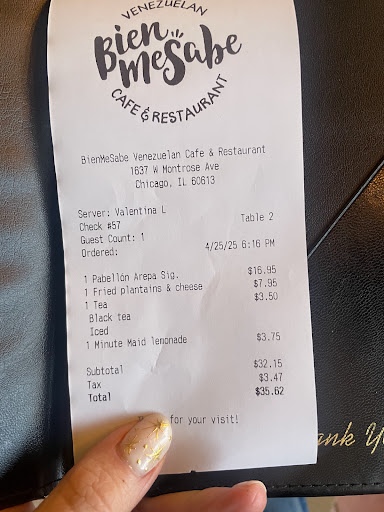 VENEZUELAN
Bien
MeSabe
CAFE & RESTAURANT
BienMeSabe Venezuelan Cafe & Restaurant
1637 W Montrose Ave
Chicago, IL 60613
Server: Valentina L
Check #57 Table 2
Guest Count: 1
Ordered: 4/25/25 6:16 PM
1 Pabellón Arepa Sig. $16.95
1 Fried plantains & cheese $7.95
1 Tea $3.50
Black tea
Iced
1 Minute Maid lemonade $3.75
Subtotal $32.15
Tax $3.47
Total $35.62
for your visit!